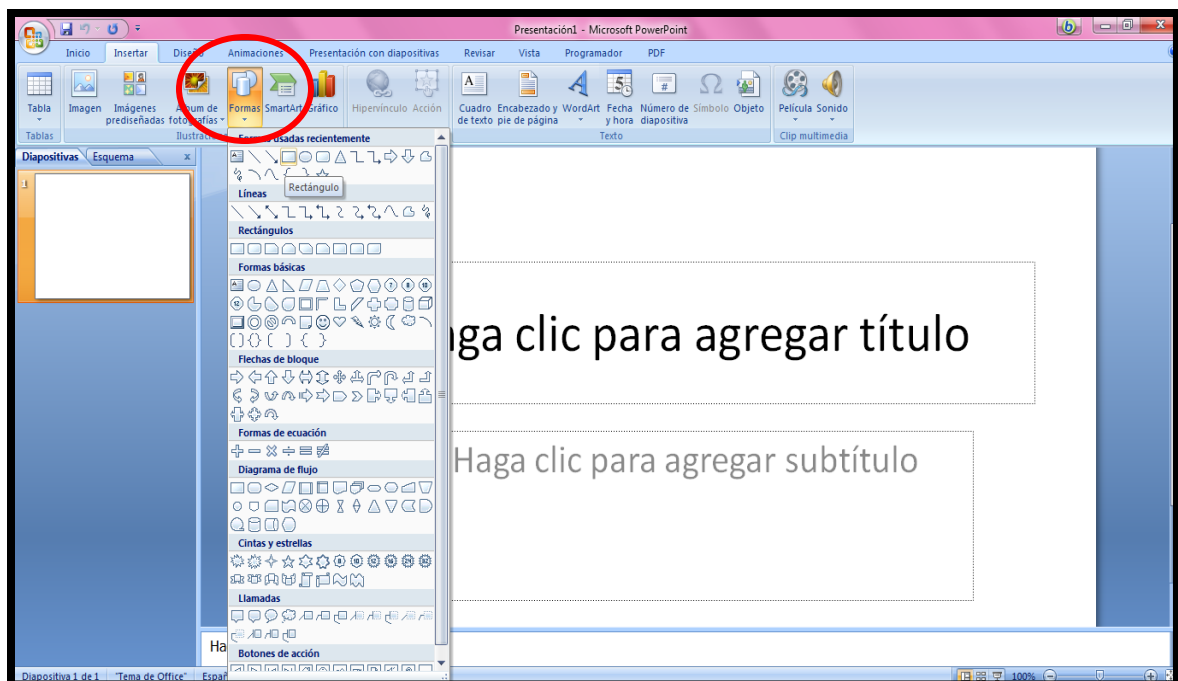 Presentación1 - Microsoft PowerPoint
Inicio Insertar Diseño Animaciones Presentación con diapositivas Revisar Vista Programador PDF
Tabla Imagen Imágenes prediseñadas Álbum de fotografías Formas SmartArt Gráfico Hipervínculo Acción Cuadro de texto Encabezado y pie de página WordArt Fecha y hora Número de diapositiva Símbolo Objeto Película Sonido
Tablas Texto Clip multimedia
Diapositivas Esquema x
1
Formas usadas recientemente
Rectángulo
Líneas
Rectángulos
Formas básicas
Flechas de bloque
Formas de ecuación
Diagrama de flujo
Cintas y estrellas
Llamadas
Botones de acción
ga clic para agregar título
Haga clic para agregar subtítulo
Ha
Diapositiva 1 de 1 "Tema de Office" Españ 100%